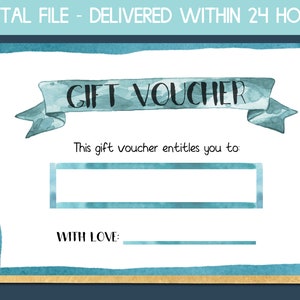 TAL FILE - DELIVERED WITHIN 24 HO
GIFT VOUCHER
This gift voucher entitles you to:
WITH LOVE: